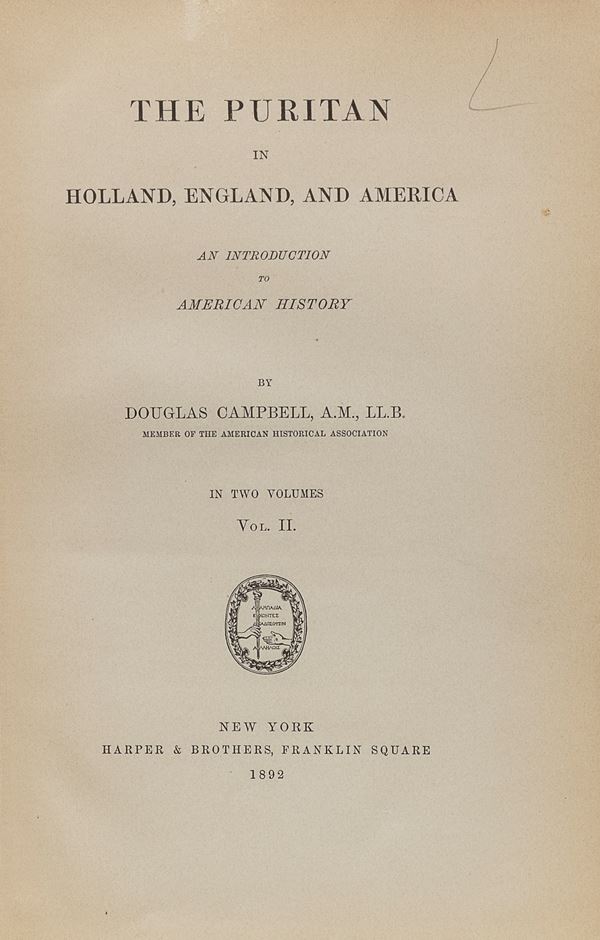 THE PURITAN
IN
HOLLAND, ENGLAND, AND AMERICA
AN INTRODUCTION
TO
AMERICAN HISTORY
BY
DOUGLAS CAMPBELL, A.M., LL.B.
MEMBER OF THE AMERICAN HISTORICAL ASSOCIATION
IN TWO VOLUMES
VOL. II.
NEW YORK
HARPER & BROTHERS, FRANKLIN SQUARE
1892